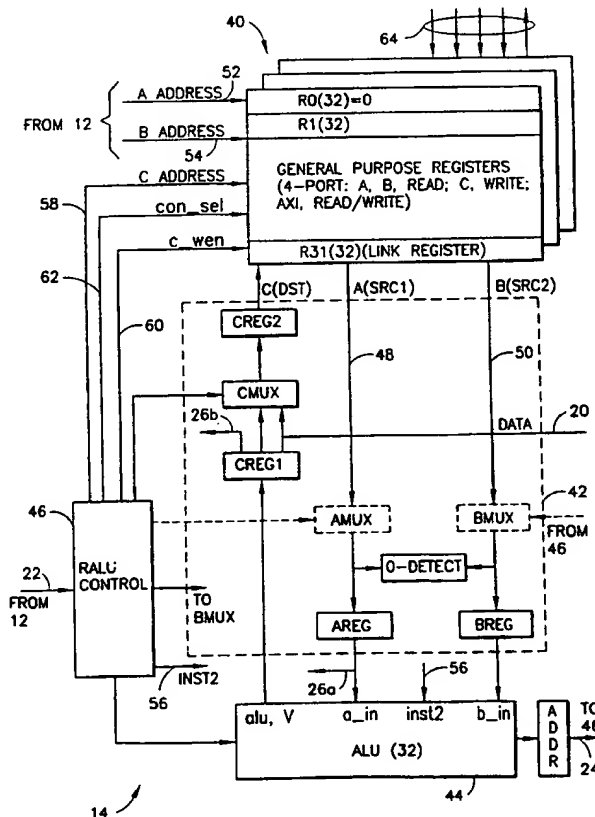 40
64
A ADDRESS
52
R0(32)=0
FROM 12
B ADDRESS
R1(32)
54
GENERAL PURPOSE REGISTERS
(4-PORT: A, B, READ; C, WRITE;
AXI, READ/WRITE)
C ADDRESS
58
con_sel
62
c_wen
R31(32)(LINK REGISTER)
60
C(DST)
A(SRC1)
B(SRC2)
CREG2
48
50
CMUX
26b
DATA
20
CREG1
46
42
AMUX
BMUX
RALU
CONTROL
22
FROM
12
FROM
46
TO
BMUX
0-DETECT
AREG
BREG
INST2
56
26a
56
alu, V
a_in
inst2
b_in
ALU (32)
ADDR
TO
46
24
44
14